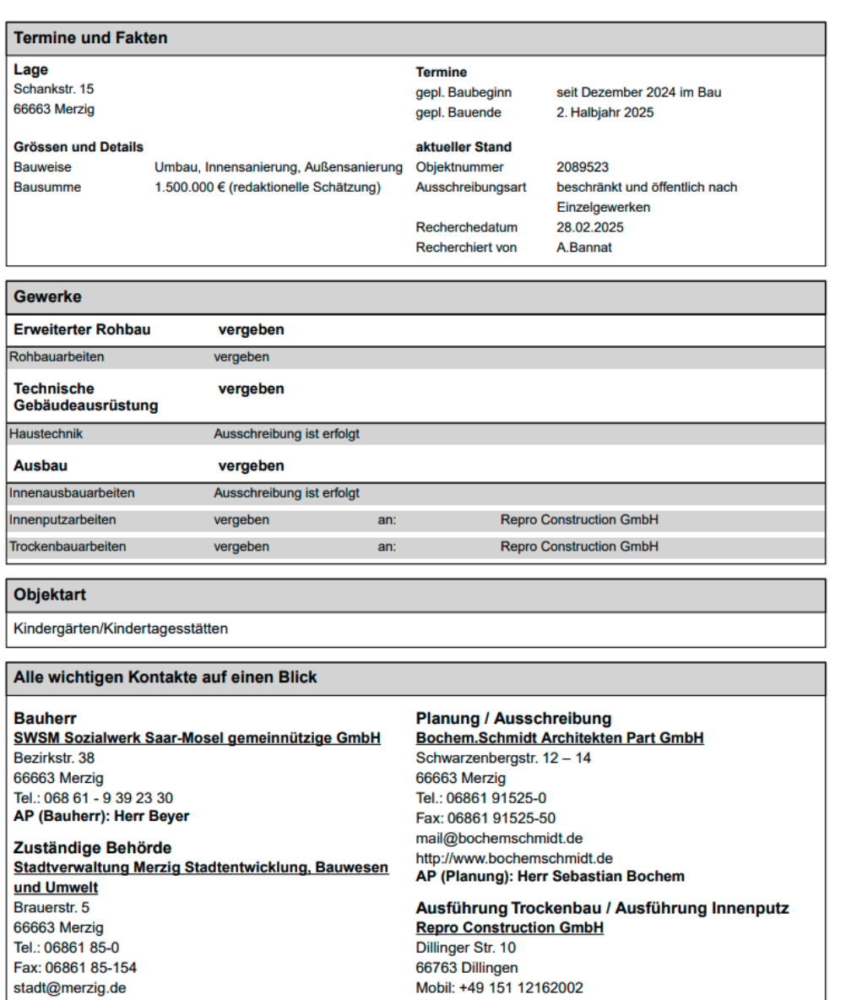 Termine und Fakten
Lage
Schankstr. 15
66663 Merzig
Termine
gepl. Baubeginn seit Dezember 2024 im Bau
gepl. Bauende 2. Halbjahr 2025
Grössen und Details
Bauweise Umbau, Innensanierung, Außensanierung
Bausumme 1.500.000 € (redaktionelle Schätzung)
aktueller Stand
Objektnummer 2089523
Ausschreibungsart beschränkt und öffentlich nach
Einzelgewerken
Recherchedatum 28.02.2025
Recherchiert von A.Bannat
Gewerke
Erweiterter Rohbau vergeben
Rohbauarbeiten vergeben
Technische vergeben
Gebäudeausrüstung
Haustechnik Ausschreibung ist erfolgt
Ausbau vergeben
Innenausbauarbeiten Ausschreibung ist erfolgt
Innenputzarbeiten vergeben an: Repro Construction GmbH
Trockenbauarbeiten vergeben an: Repro Construction GmbH
Objektart
Kindergärten/Kindertagesstätten
Alle wichtigen Kontakte auf einen Blick
Bauherr
SWSM Sozialwerk Saar-Mosel gemeinnützige GmbH
Bezirkstr. 38
66663 Merzig
Tel.: 068 61 - 9 39 23 30
AP (Bauherr): Herr Beyer
Zuständige Behörde
Stadtverwaltung Merzig Stadtentwicklung, Bauwesen
und Umwelt
Brauerstr. 5
66663 Merzig
Tel.: 06861 85-0
Fax: 06861 85-154
stadt@merzig.de
Planung / Ausschreibung
Bochem.Schmidt Architekten Part GmbH
Schwarzenbergstr. 12 – 14
66663 Merzig
Tel.: 06861 91525-0
Fax: 06861 91525-50
mail@bochemschmidt.de
http://www.bochemschmidt.de
AP (Planung): Herr Sebastian Bochem
Ausführung Trockenbau / Ausführung Innenputz
Repro Construction GmbH
Dillinger Str. 10
66763 Dillingen
Mobil: +49 151 12162002